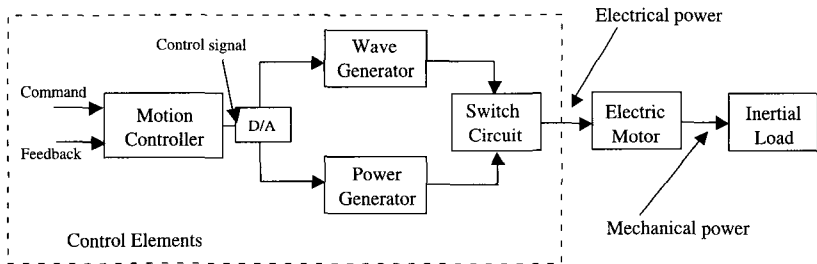 Electrical power
Control signal
Wave
Generator
Command
Motion
Controller
D/A
Switch
Circuit
Electric
Motor
Inertial
Load
Feedback
Power
Generator
Mechanical power
Control Elements